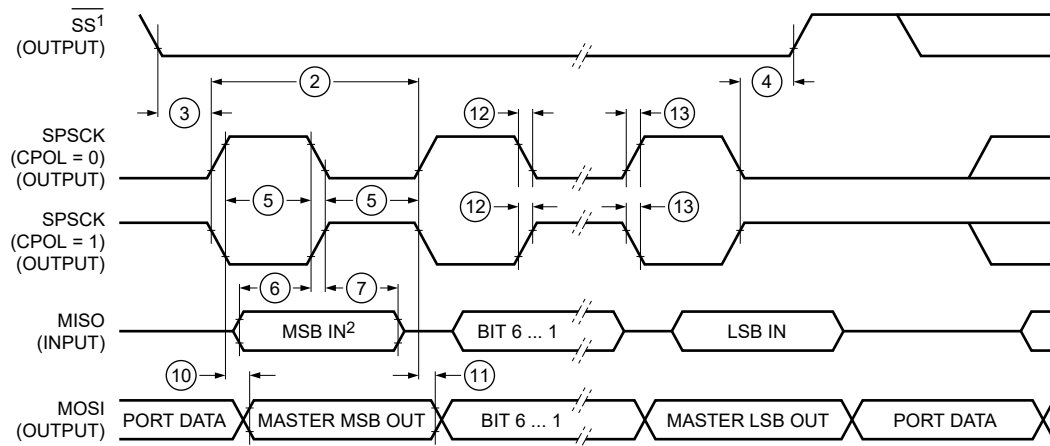 SS¹
(OUTPUT)
2
3
4
SPSCK
(CPOL = 0)
(OUTPUT)
12
13
5
5
SPSCK
(CPOL = 1)
(OUTPUT)
12
13
6
7
MISO
(INPUT)
MSB IN²
BIT 6 ... 1
LSB IN
10
11
MOSI
(OUTPUT)
PORT DATA
MASTER MSB OUT
BIT 6 ... 1
MASTER LSB OUT
PORT DATA